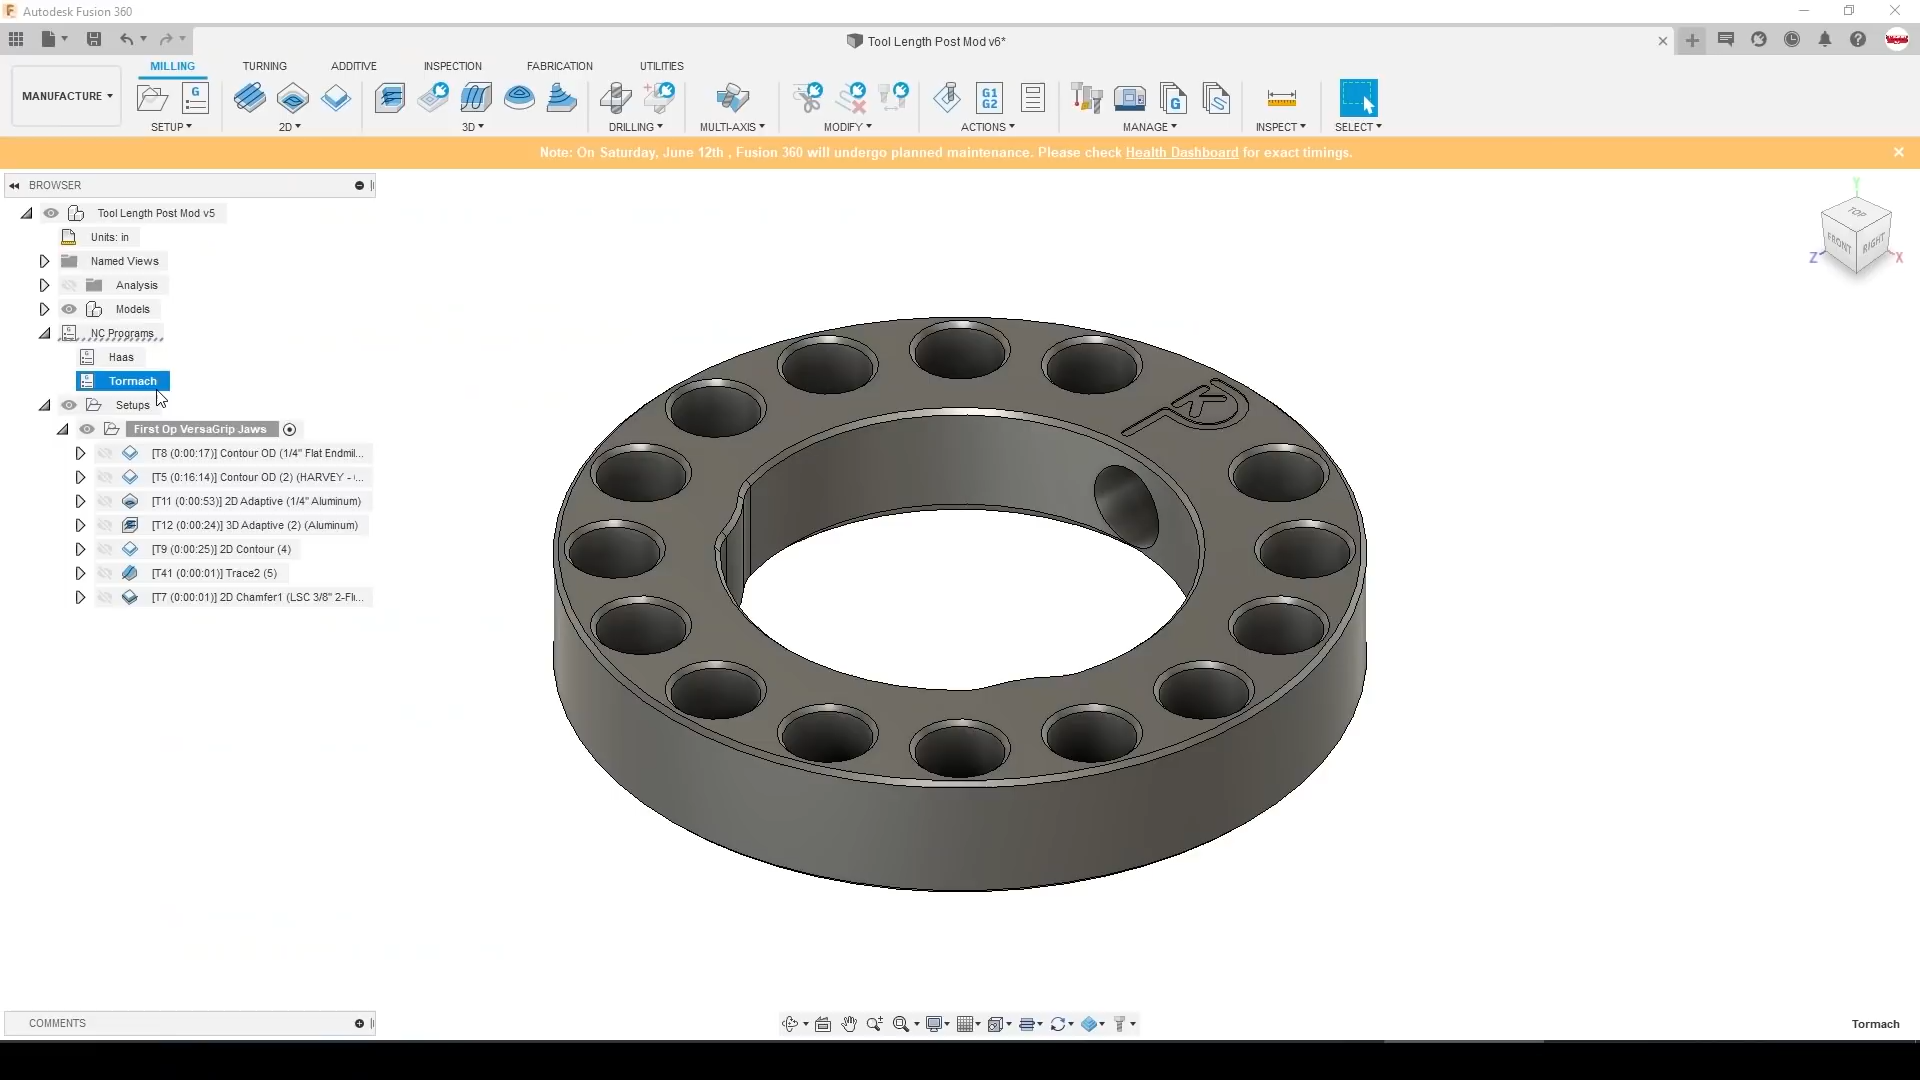 Autodesk Fusion 360
Tool Length Post Mod v6*
MILLING TURNING ADDITIVE INSPECTION FABRICATION UTILITIES
MANUFACTURE
G1
G2
SETUP 2D 3D DRILLING MULTI-AXIS MODIFY ACTIONS MANAGE INSPECT SELECT
Note: On Saturday, June 12th , Fusion 360 will undergo planned maintenance. Please check Health Dashboard for exact timings.
BROWSER
Tool Length Post Mod v5
Units: in
Named Views
Analysis
Models
NC Programs
Haas
Tormach
Setups
First Op VersaGrip Jaws
[T8 (0:00:17)] Contour OD (1/4" Flat Endmil...
[T5 (0:16:14)] Contour OD (2) (HARVEY - ...
[T11 (0:00:53)] 2D Adaptive (1/4" Aluminum)
[T12 (0:00:24)] 3D Adaptive (2) (Aluminum)
[T9 (0:00:25)] 2D Contour (4)
[T41 (0:00:01)] Trace2 (5)
[T7 (0:00:01)] 2D Chamfer1 (LSC 3/8" 2-Fl...
Y
TOP
FRONT
RIGHT
Z
X
COMMENTS
Tormach